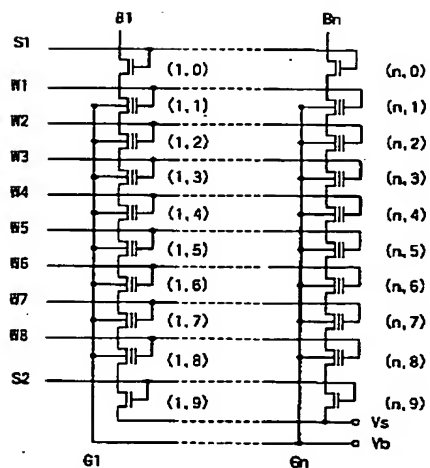 B1 Bn
S1
(1,0) (n,0)
W1
(1,1) (n,1)
W2
(1,2) (n,2)
W3
(1,3) (n,3)
W4
(1,4) (n,4)
W5
(1,5) (n,5)
W6
(1,6) (n,6)
W7
(1,7) (n,7)
W8
(1,8) (n,8)
S2
(1,9) (n,9)
Vs
Vb
G1 Gn